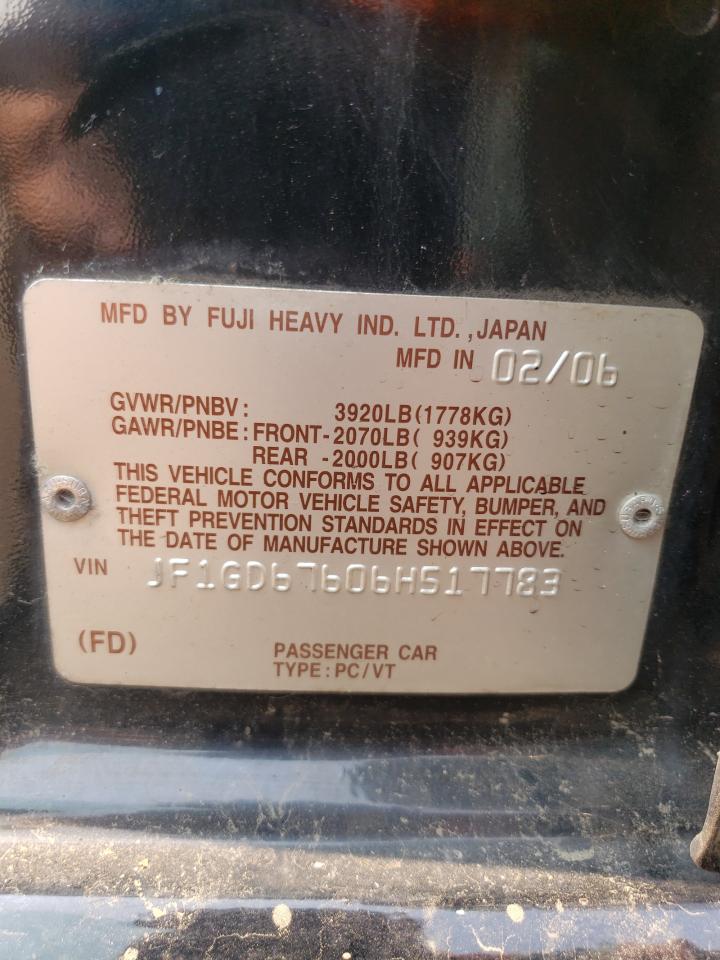 MFD BY FUJI HEAVY IND. LTD., JAPAN
MFD IN 02/06
GVWR/PNBV: 3920LB(1778KG)
GAWR/PNBE: FRONT-2070LB( 939KG)
REAR -2000LB( 907KG)
THIS VEHICLE CONFORMS TO ALL APPLICABLE
FEDERAL MOTOR VEHICLE SAFETY, BUMPER, AND
THEFT PREVENTION STANDARDS IN EFFECT ON
THE DATE OF MANUFACTURE SHOWN ABOVE.
VIN JF1GD67606H517783
(FD) PASSENGER CAR
TYPE:PC/VT